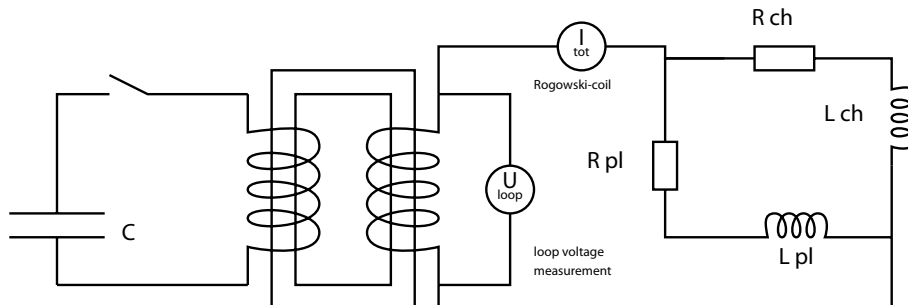 R ch
I
tot
Rogowski-coil
L ch
R pl
U
loop
C
loop voltage
measurement
L pl